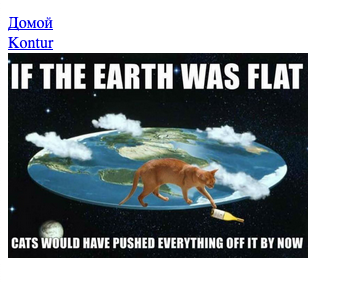 Домой
Kontur
IF THE EARTH WAS FLAT
CATS WOULD HAVE PUSHED EVERYTHING OFF IT BY NOW